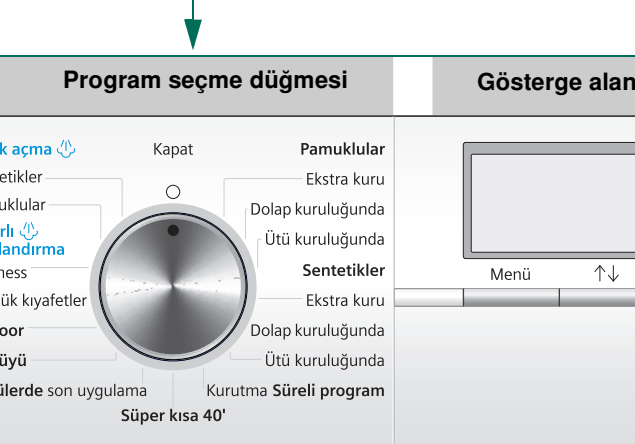 Program seçme düğmesi
Gösterge alan
k açma
Kapat
Pamuklular
etikler
Ekstra kuru
uklular
Dolap kuruluğunda
rlı
Ütü kuruluğunda
landırma
Sentetikler
ness
Menü
ük kıyafetler
Ekstra kuru
oor
Dolap kuruluğunda
üyü
Ütü kuruluğunda
ülerde son uygulama
Kurutma Süreli program
Süper kısa 40'